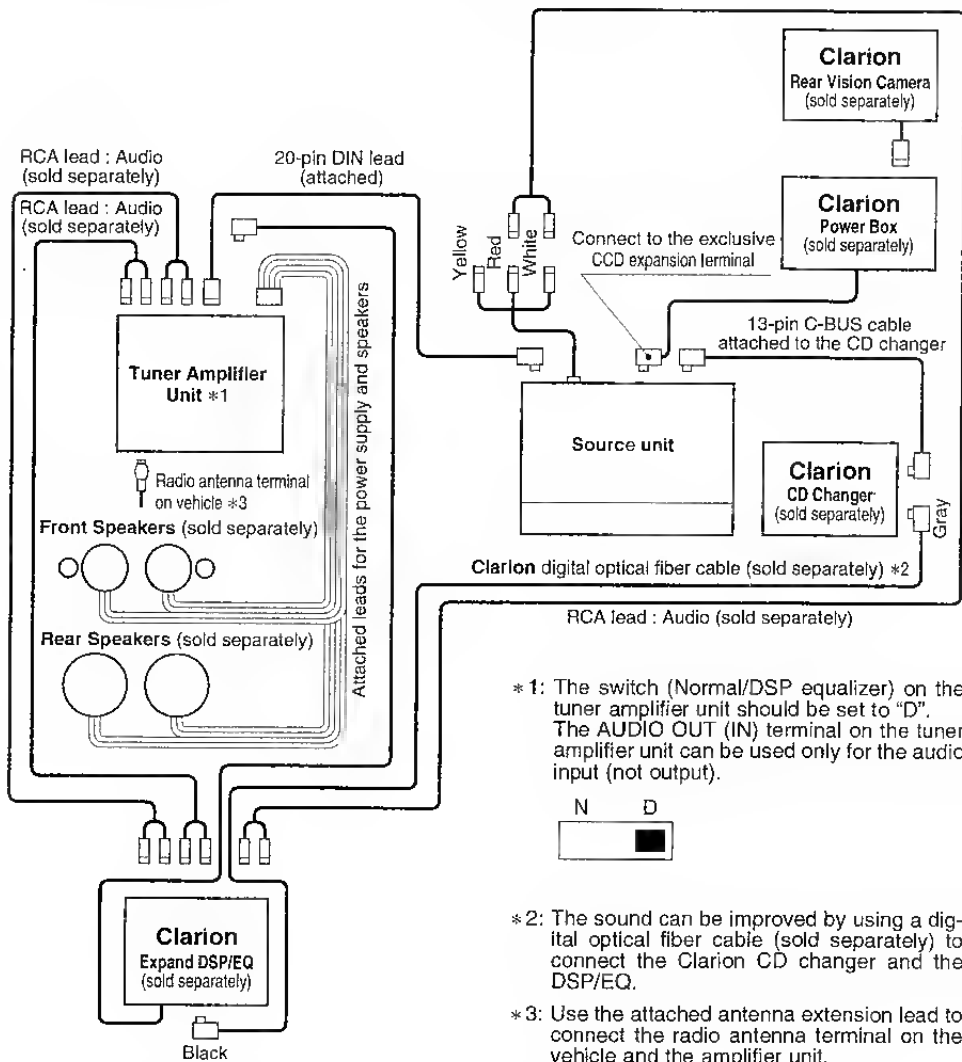 Clarion
Rear Vision Camera
(sold separately)
RCA lead : Audio
(sold separately)
20-pin DIN lead
(attached)
RCA lead : Audio
(sold separately)
Yellow
Red
White
Connect to the exclusive
CCD expansion terminal
Clarion
Power Box
(sold separately)
13-pin C-BUS cable
attached to the CD changer
Tuner Amplifier
Unit *1
Attached leads for the power supply and speakers
Source unit
Clarion
CD Changer
(sold separately)
Gray
Radio antenna terminal
on vehicle *3
Front Speakers (sold separately)
Clarion digital optical fiber cable (sold separately) *2
RCA lead : Audio (sold separately)
Rear Speakers (sold separately)
*1: The switch (Normal/DSP equalizer) on the
tuner amplifier unit should be set to “D”.
The AUDIO OUT (IN) terminal on the tuner
amplifier unit can be used only for the audio
input (not output).
N D
Clarion
Expand DSP/EQ
(sold separately)
Black
*2: The sound can be improved by using a dig-
ital optical fiber cable (sold separately) to
connect the Clarion CD changer and the
DSP/EQ.
*3: Use the attached antenna extension lead to
connect the radio antenna terminal on the
vehicle and the amplifier unit.